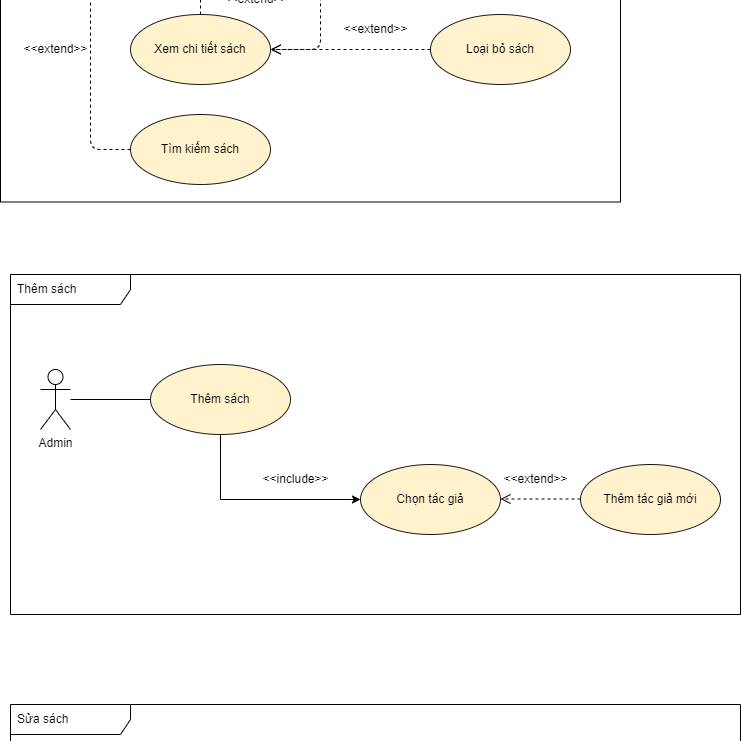 <<extend>>
<<extend>>
<<extend>>
Xem chi tiết sách
Loại bỏ sách
Tìm kiếm sách
Thêm sách
Thêm sách
Admin
<<include>>
<<extend>>
Chọn tác giả
Thêm tác giả mới
Sửa sách